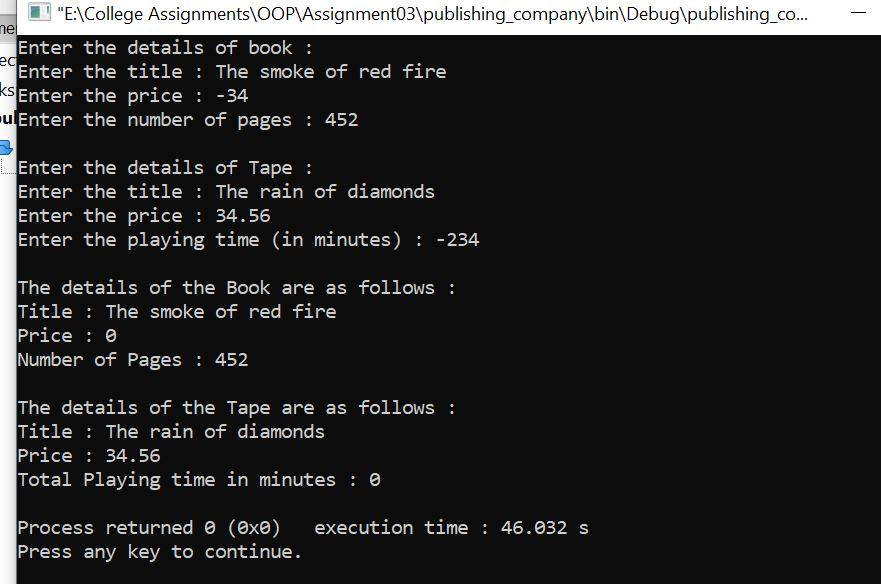 "E:\College Assignments\OOP\Assignment03\publishing_company\bin\Debug\publishing_co...
Enter the details of book :
Enter the title : The smoke of red fire
Enter the price : -34
Enter the number of pages : 452
Enter the details of Tape :
Enter the title : The rain of diamonds
Enter the price : 34.56
Enter the playing time (in minutes) : -234
The details of the Book are as follows :
Title : The smoke of red fire
Price : 0
Number of Pages : 452
The details of the Tape are as follows :
Title : The rain of diamonds
Price : 34.56
Total Playing time in minutes : 0
Process returned 0 (0x0)   execution time : 46.032 s
Press any key to continue.